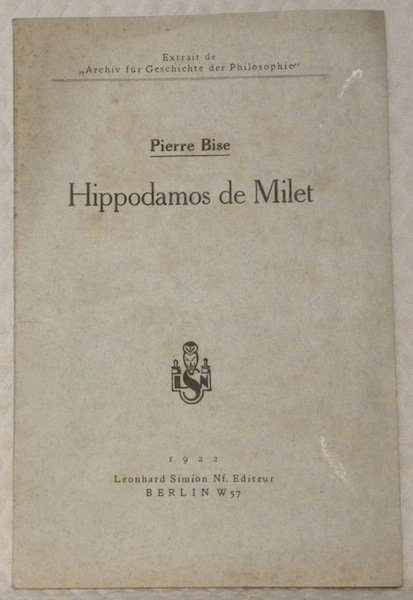 Extrait de
„Archiv für Geschichte der Philosophie"
Pierre Bise
Hippodamos de Milet
LSN
1922
Leonhard Simion Nf. Editeur
BERLIN W57